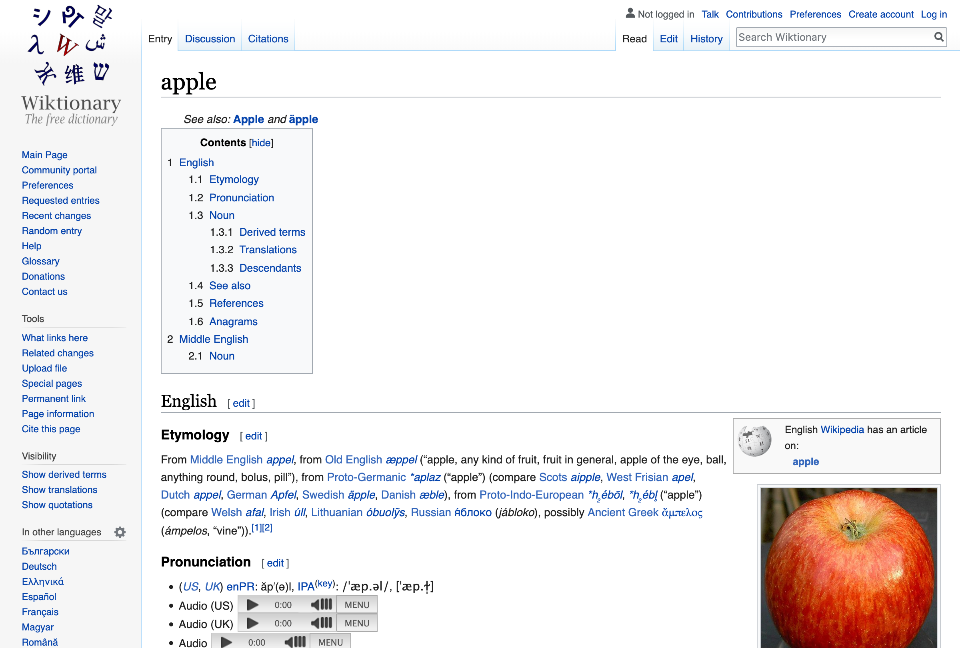 Not logged in Talk Contributions Preferences Create account Log in
Entry Discussion Citations
Read Edit History Search Wiktionary
Wiktionary
The free dictionary
Main Page
Community portal
Preferences
Requested entries
Recent changes
Random entry
Help
Glossary
Donations
Contact us
Tools
What links here
Related changes
Upload file
Special pages
Permanent link
Page information
Cite this page
Visibility
Show derived terms
Show translations
Show quotations
In other languages
Български
Deutsch
Ελληνικά
Español
Français
Magyar
Română
apple
See also: Apple and äpple
Contents [hide]
1 English
1.1 Etymology
1.2 Pronunciation
1.3 Noun
1.3.1 Derived terms
1.3.2 Translations
1.3.3 Descendants
1.4 See also
1.5 References
1.6 Anagrams
2 Middle English
2.1 Noun
English [ edit ]
Etymology [ edit ]
From Middle English appel, from Old English æppel (“apple, any kind of fruit, fruit in general, apple of the eye, ball,
anything round, bolus, pill”), from Proto-Germanic *aplaz (“apple”) (compare Scots aipple, West Frisian apel,
Dutch appel, German Apfel, Swedish äpple, Danish æble), from Proto-Indo-European *h₂ébōl, *h₂ébl̥ (“apple”)
(compare Welsh afal, Irish úll, Lithuanian óbuolỹs, Russian я́блоко (jábloko), possibly Ancient Greek ἄμπελος
(ámpelos, “vine”)).[1][2]
English Wikipedia has an article
on:
apple
Pronunciation [ edit ]
• (US, UK) enPR: ăp'(ə)l, IPA(key): /ˈæp.əl/, [ˈæp.ɫ̩]
• Audio (US) 0:00 MENU
• Audio (UK) 0:00 MENU
• Audio 0:00 MENU